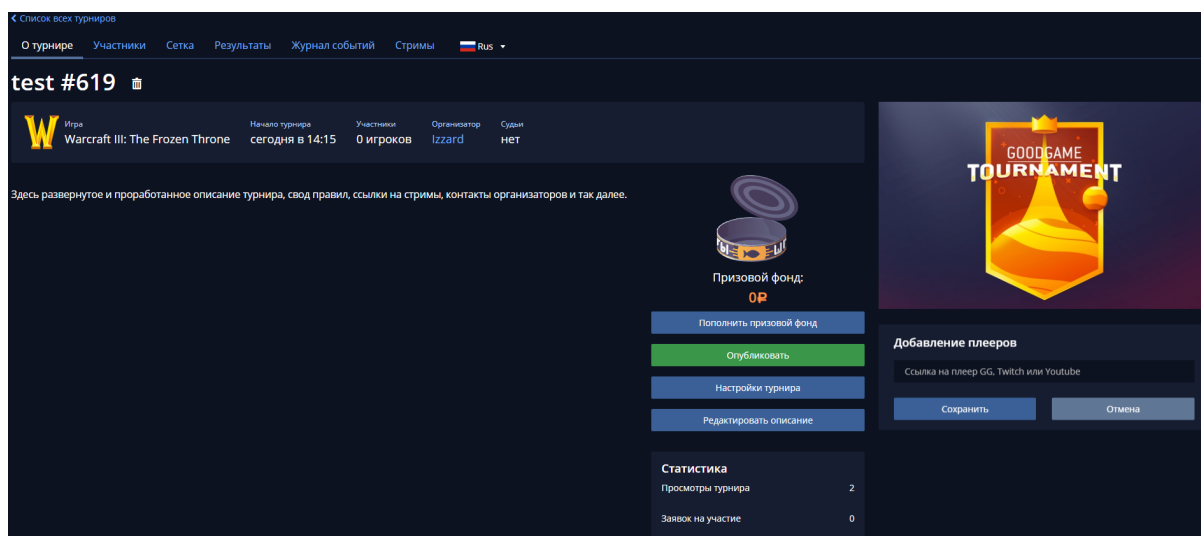 Список всех турниров
О турнире Участники Сетка Результаты Журнал событий Стримы Rus
test #619
Игра
Warcraft III: The Frozen Throne
Начало турнира
сегодня в 14:15
Участники
0 игроков
Организатор
Izzard
Судьи
нет
Здесь развернутое и проработанное описание турнира, свод правил, ссылки на стримы, контакты организаторов и так далее.
Призовой фонд:
0₽
Пополнить призовой фонд
Опубликовать
Настройки турнира
Редактировать описание
Статистика
Просмотры турнира 2
Заявок на участие 0
GOODGAME
TOURNAMENT
Добавление плееров
Ссылка на плеер GG, Twitch или Youtube
Сохранить Отмена